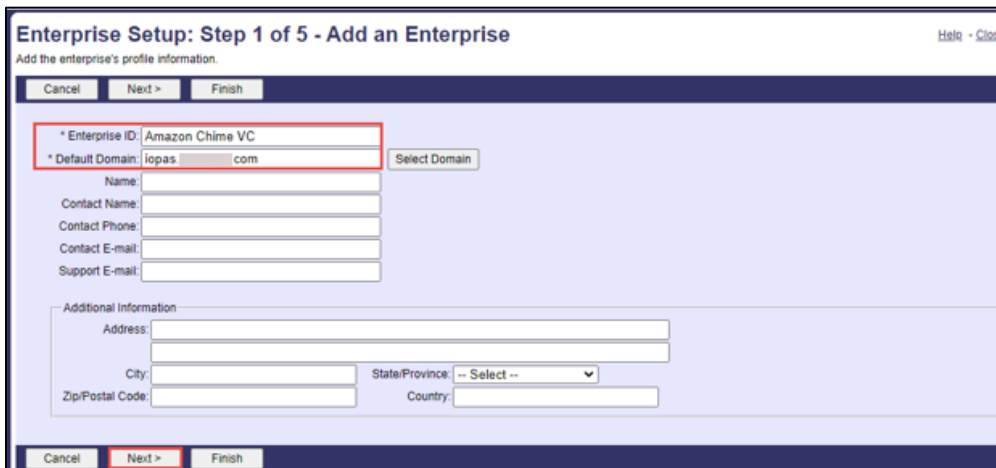 Enterprise Setup: Step 1 of 5 - Add an Enterprise
Help - Clos
Add the enterprise's profile information.
Cancel Next > Finish
* Enterprise ID: Amazon Chime VC
* Default Domain: iopas. com Select Domain
Name:
Contact Name:
Contact Phone:
Contact E-mail:
Support E-mail:
Additional Information
Address:
City: State/Province: -- Select --
Zip/Postal Code: Country:
Cancel Next > Finish